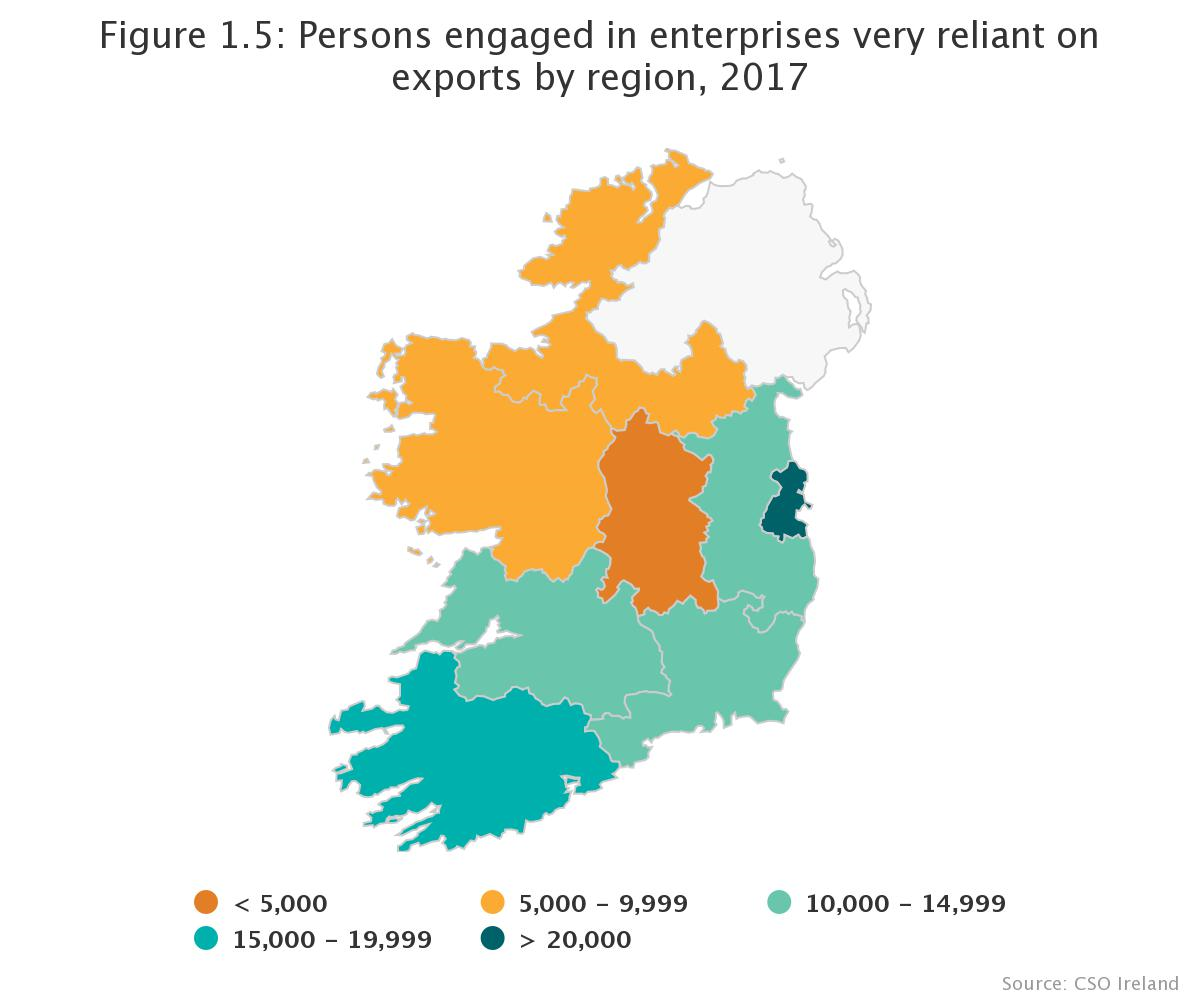 Figure 1.5: Persons engaged in enterprises very reliant on
exports by region, 2017
< 5,000
5,000 – 9,999
10,000 – 14,999
15,000 – 19,999
> 20,000
Source: CSO Ireland